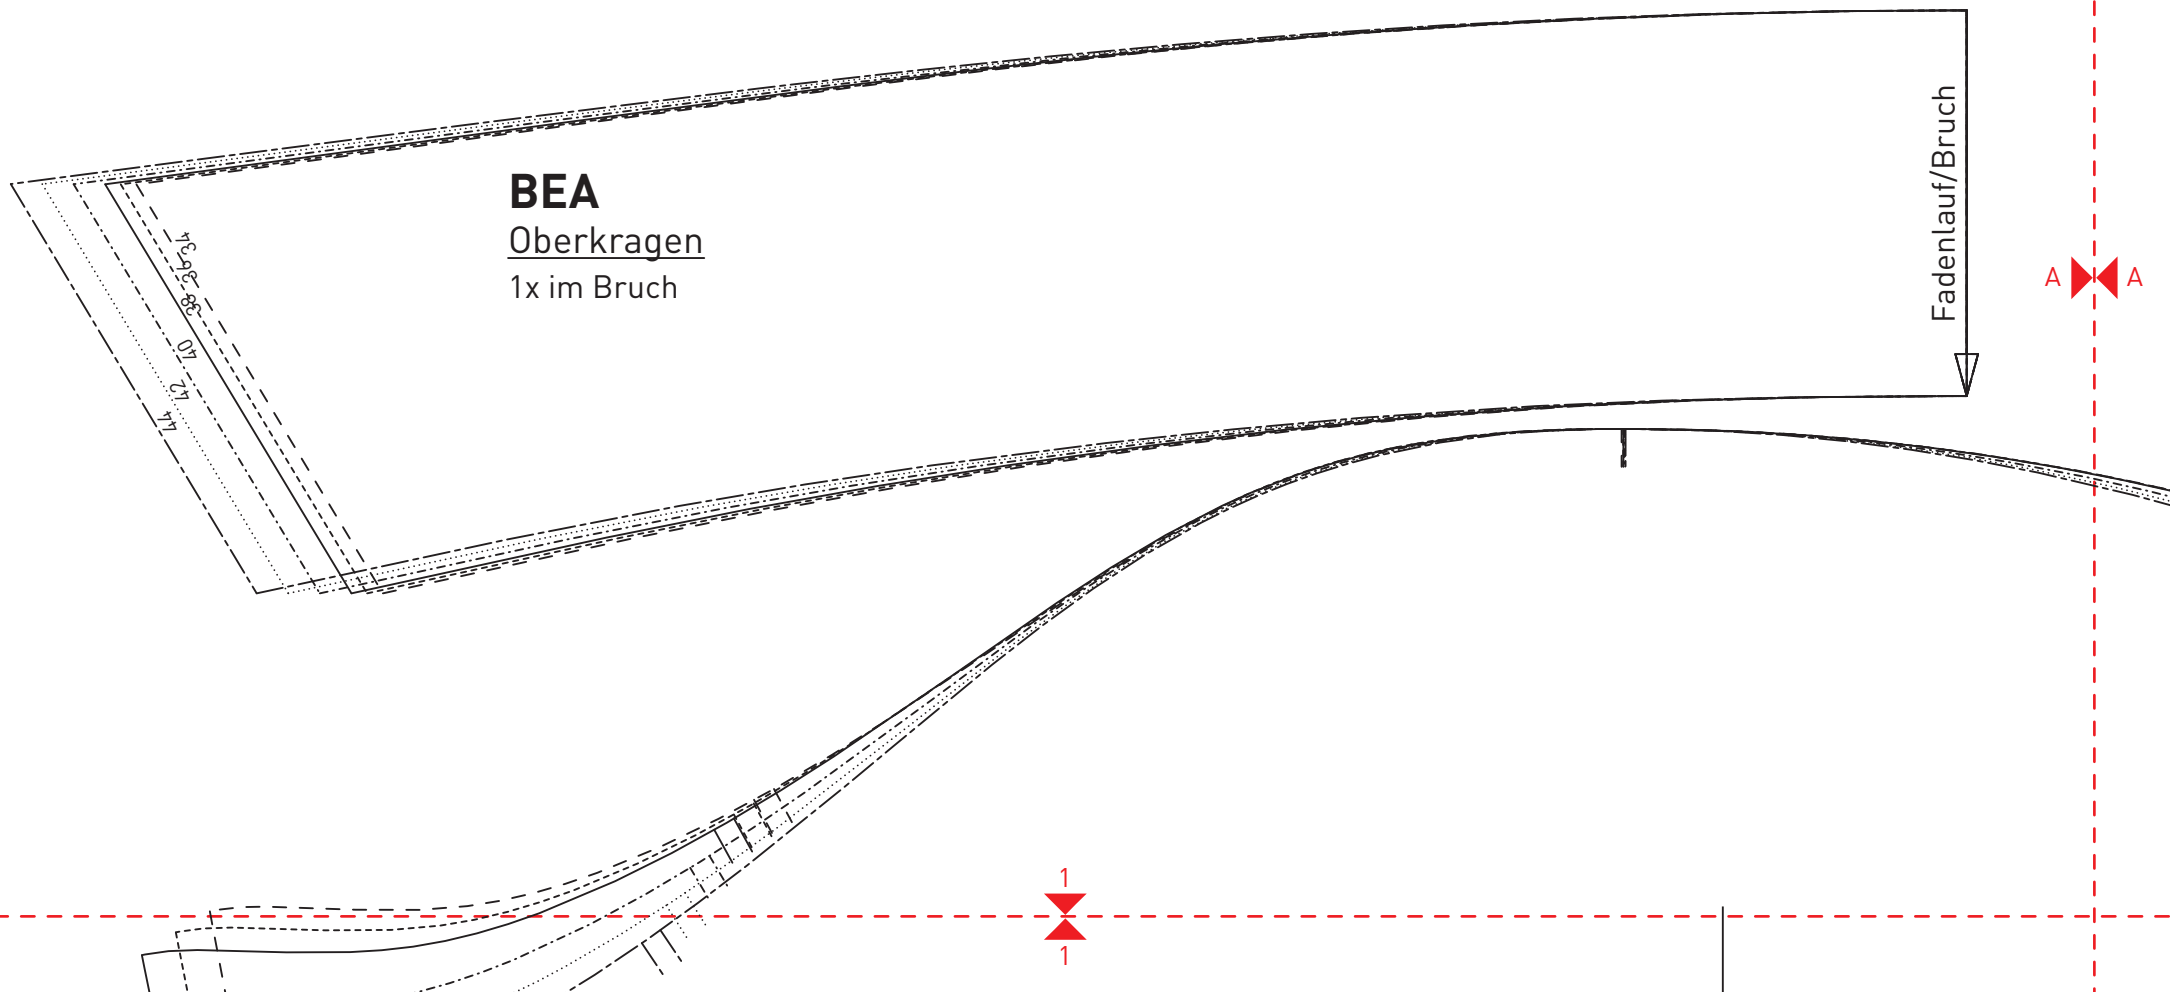 BEA
Oberkragen
1x im Bruch
Fadenlauf/Bruch
34
36
38
40
42
44
A A
1
1